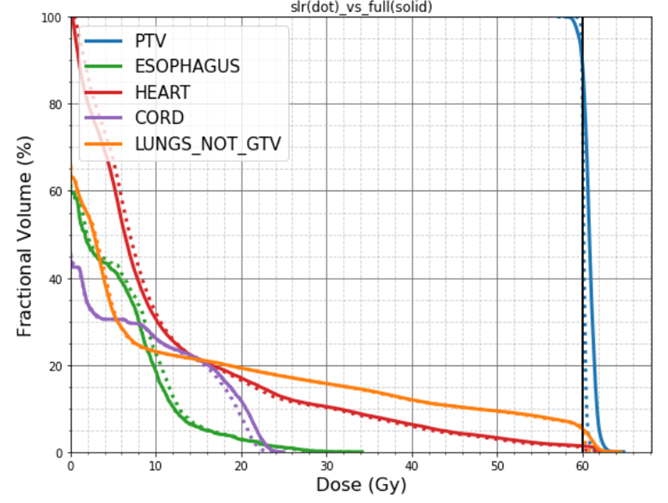 slr(dot)_vs_full(solid)
100
PTV
ESOPHAGUS
HEART
CORD
LUNGS_NOT_GTV
80
60
40
20
0
Fractional Volume (%)
0 10 20 30 40 50 60
Dose (Gy)